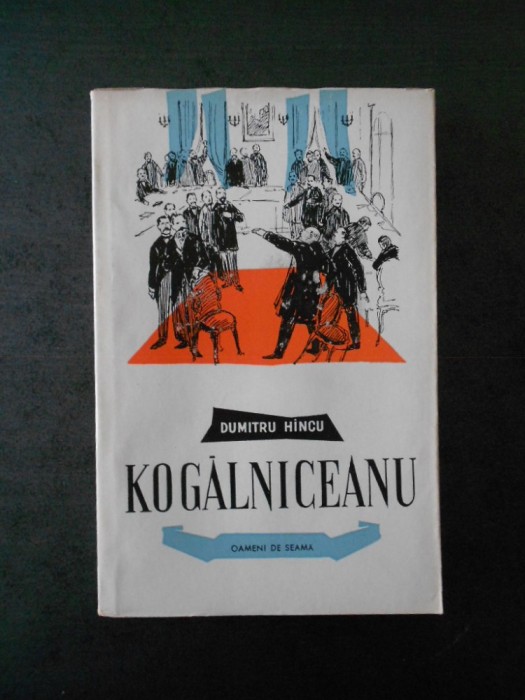 DUMITRU HÎNCU
KOGĂLNICEANU
OAMENI DE SEAMĂ